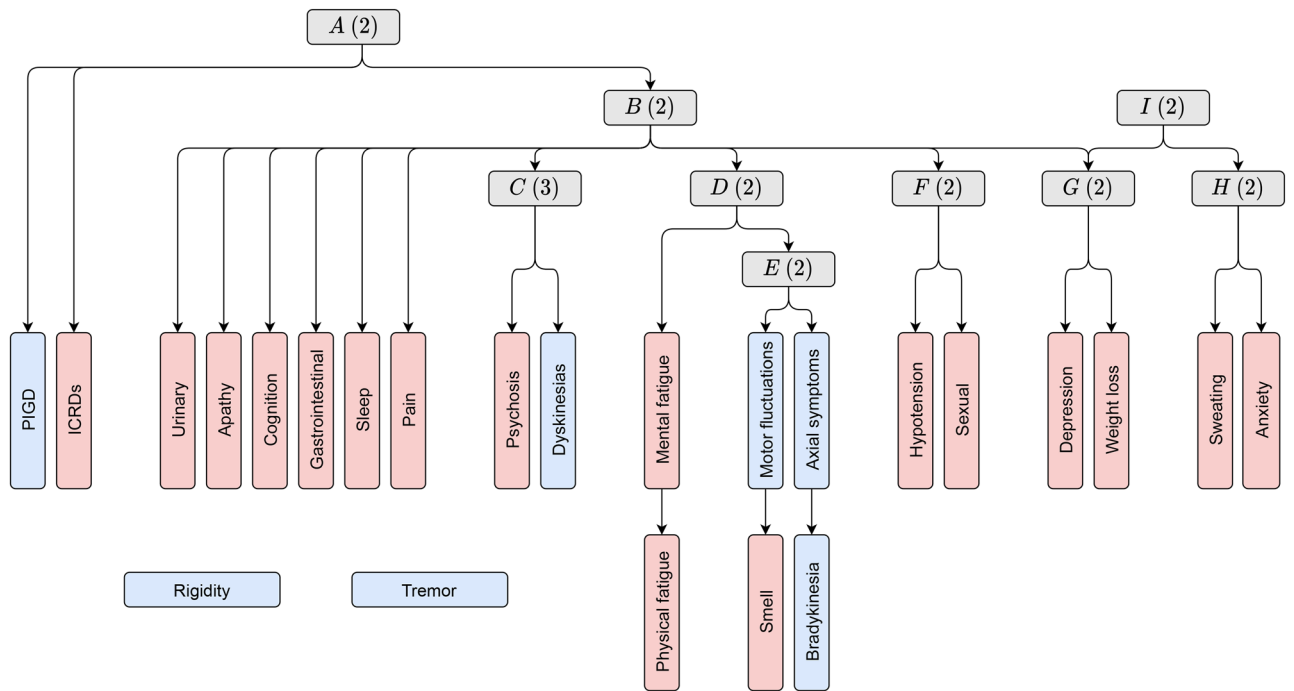 A (2)
B (2)
I (2)
C (3)
D (2)
F (2)
G (2)
H (2)
E (2)
PIGD
ICRDs
Urinary
Apathy
Cognition
Gastrointestinal
Sleep
Pain
Psychosis
Dyskinesias
Mental fatigue
Motor fluctuations
Axial symptoms
Hypotension
Sexual
Depression
Weight loss
Sweating
Anxiety
Rigidity
Tremor
Physical fatigue
Smell
Bradykinesia